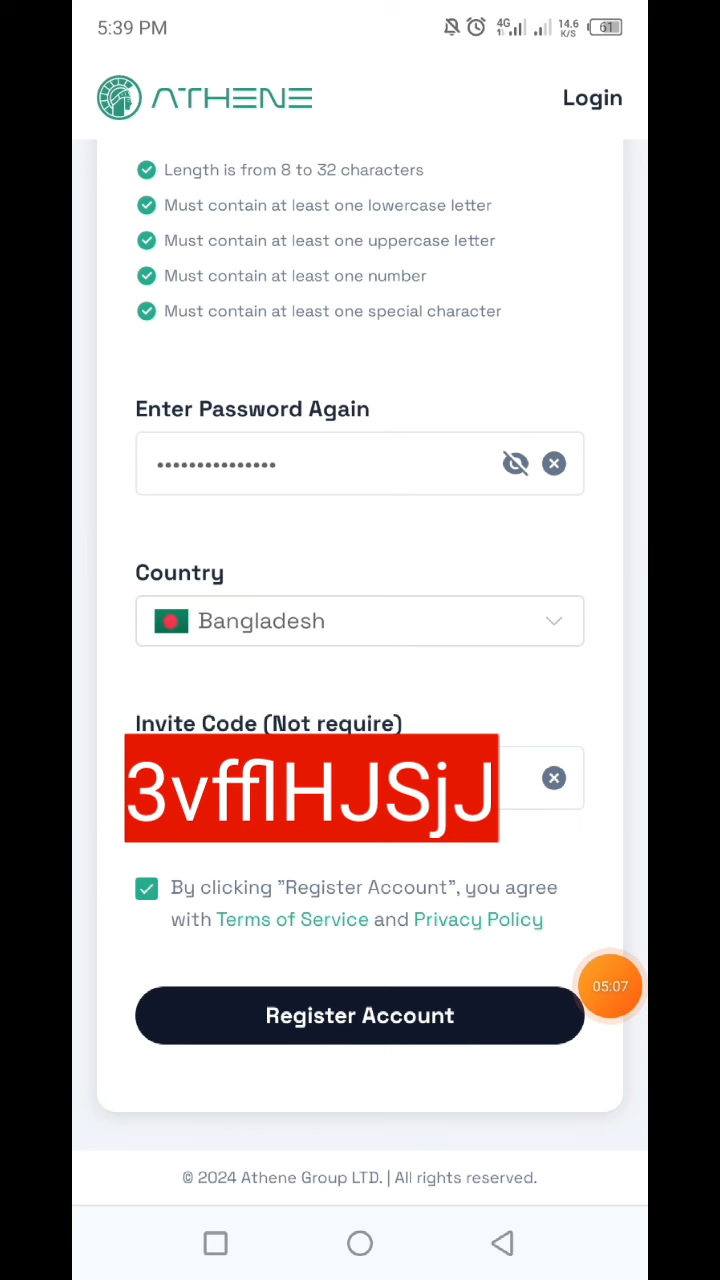 5:39 PM 4G 14.6 K/S 61
ATHENE Login
Length is from 8 to 32 characters
Must contain at least one lowercase letter
Must contain at least one uppercase letter
Must contain at least one number
Must contain at least one special character
Enter Password Again
•••••••••••••••
Country
Bangladesh
Invite Code (Not require)
3vfflHJSjJ
By clicking "Register Account", you agree
with Terms of Service and Privacy Policy
05:07
Register Account
© 2024 Athene Group LTD. | All rights reserved.